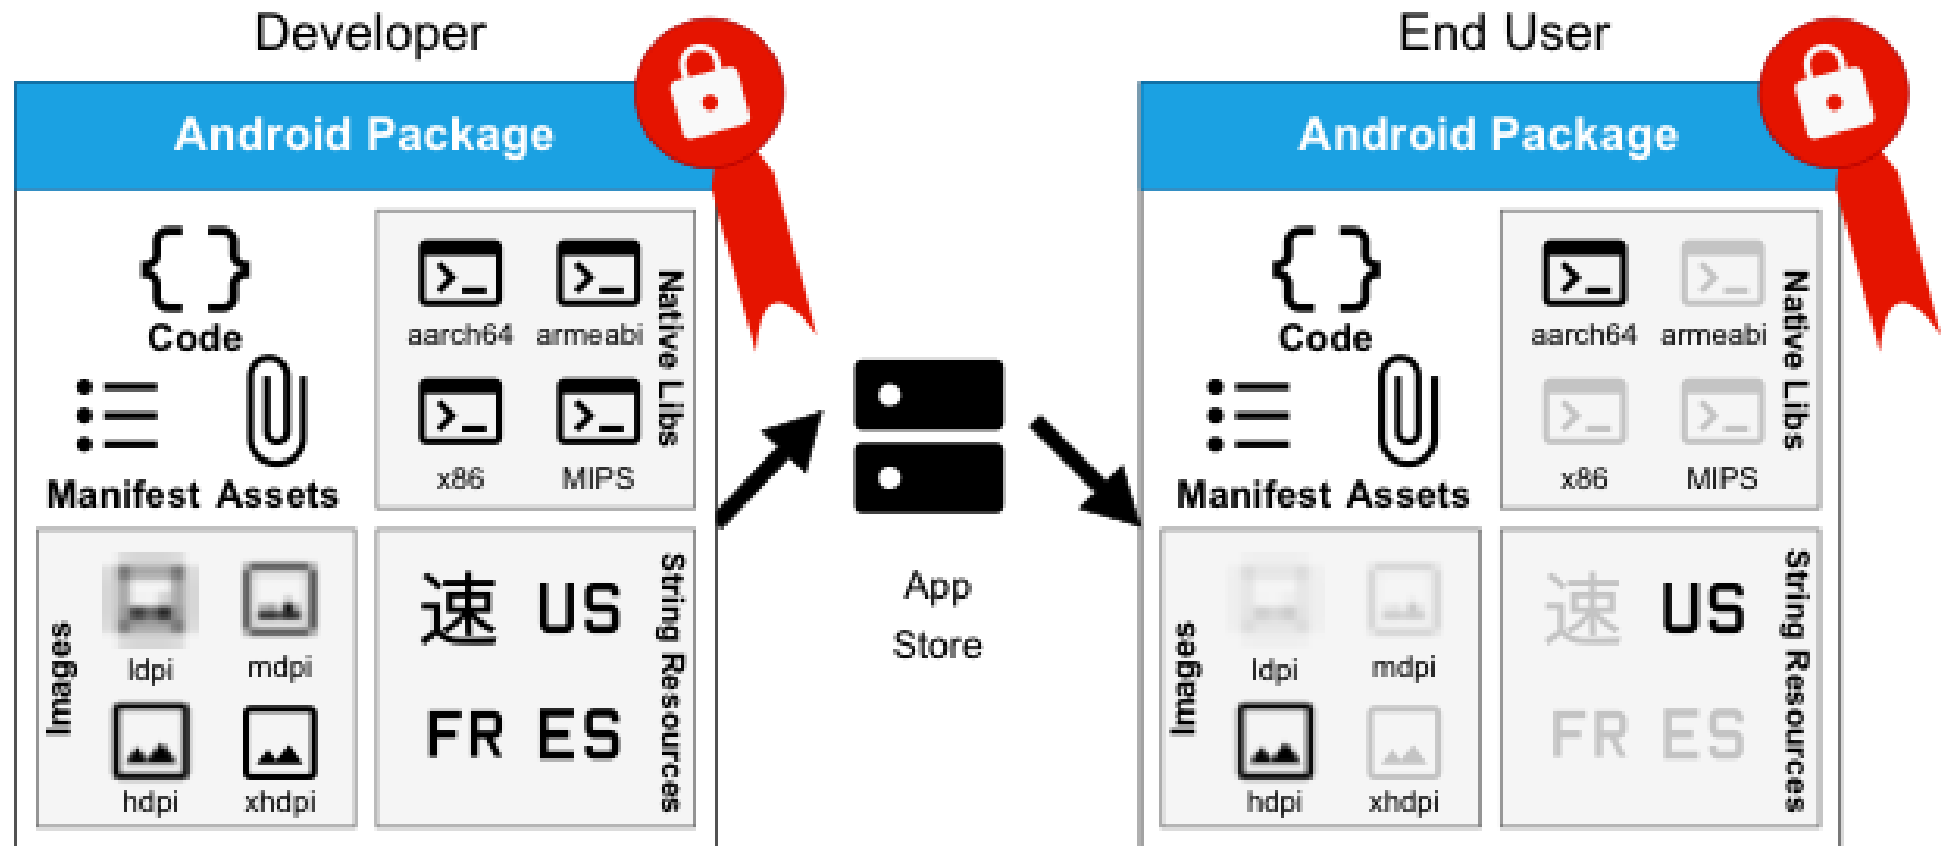 Developer
Android Package
Code
Manifest Assets
aarch64 armeabi
x86 MIPS
Native Libs
Images
ldpi mdpi
hdpi xhdpi
速 US
FR ES
String Resources
App
Store
End User
Android Package
Code
Manifest Assets
aarch64 armeabi
x86 MIPS
Native Libs
Images
ldpi mdpi
hdpi xhdpi
速 US
FR ES
String Resources